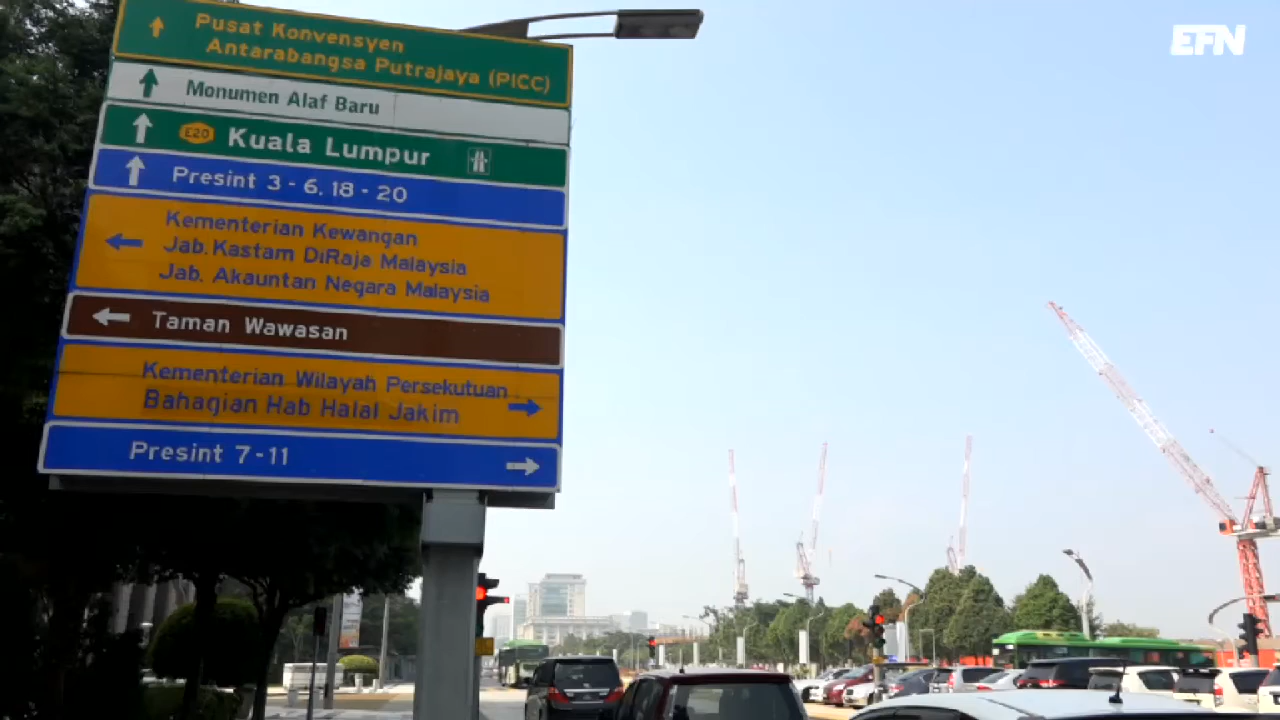 EFN
Pusat Konvensyen
Antarabangsa Putrajaya (PICC)
Monumen Alaf Baru
E20 Kuala Lumpur
Presint 3 - 6, 18 - 20
Kementerian Kewangan
Jab. Kastam DiRaja Malaysia
Jab. Akauntan Negara Malaysia
Taman Wawasan
Kementerian Wilayah Persekutuan
Bahagian Hab Halal Jakim
Presint 7-11